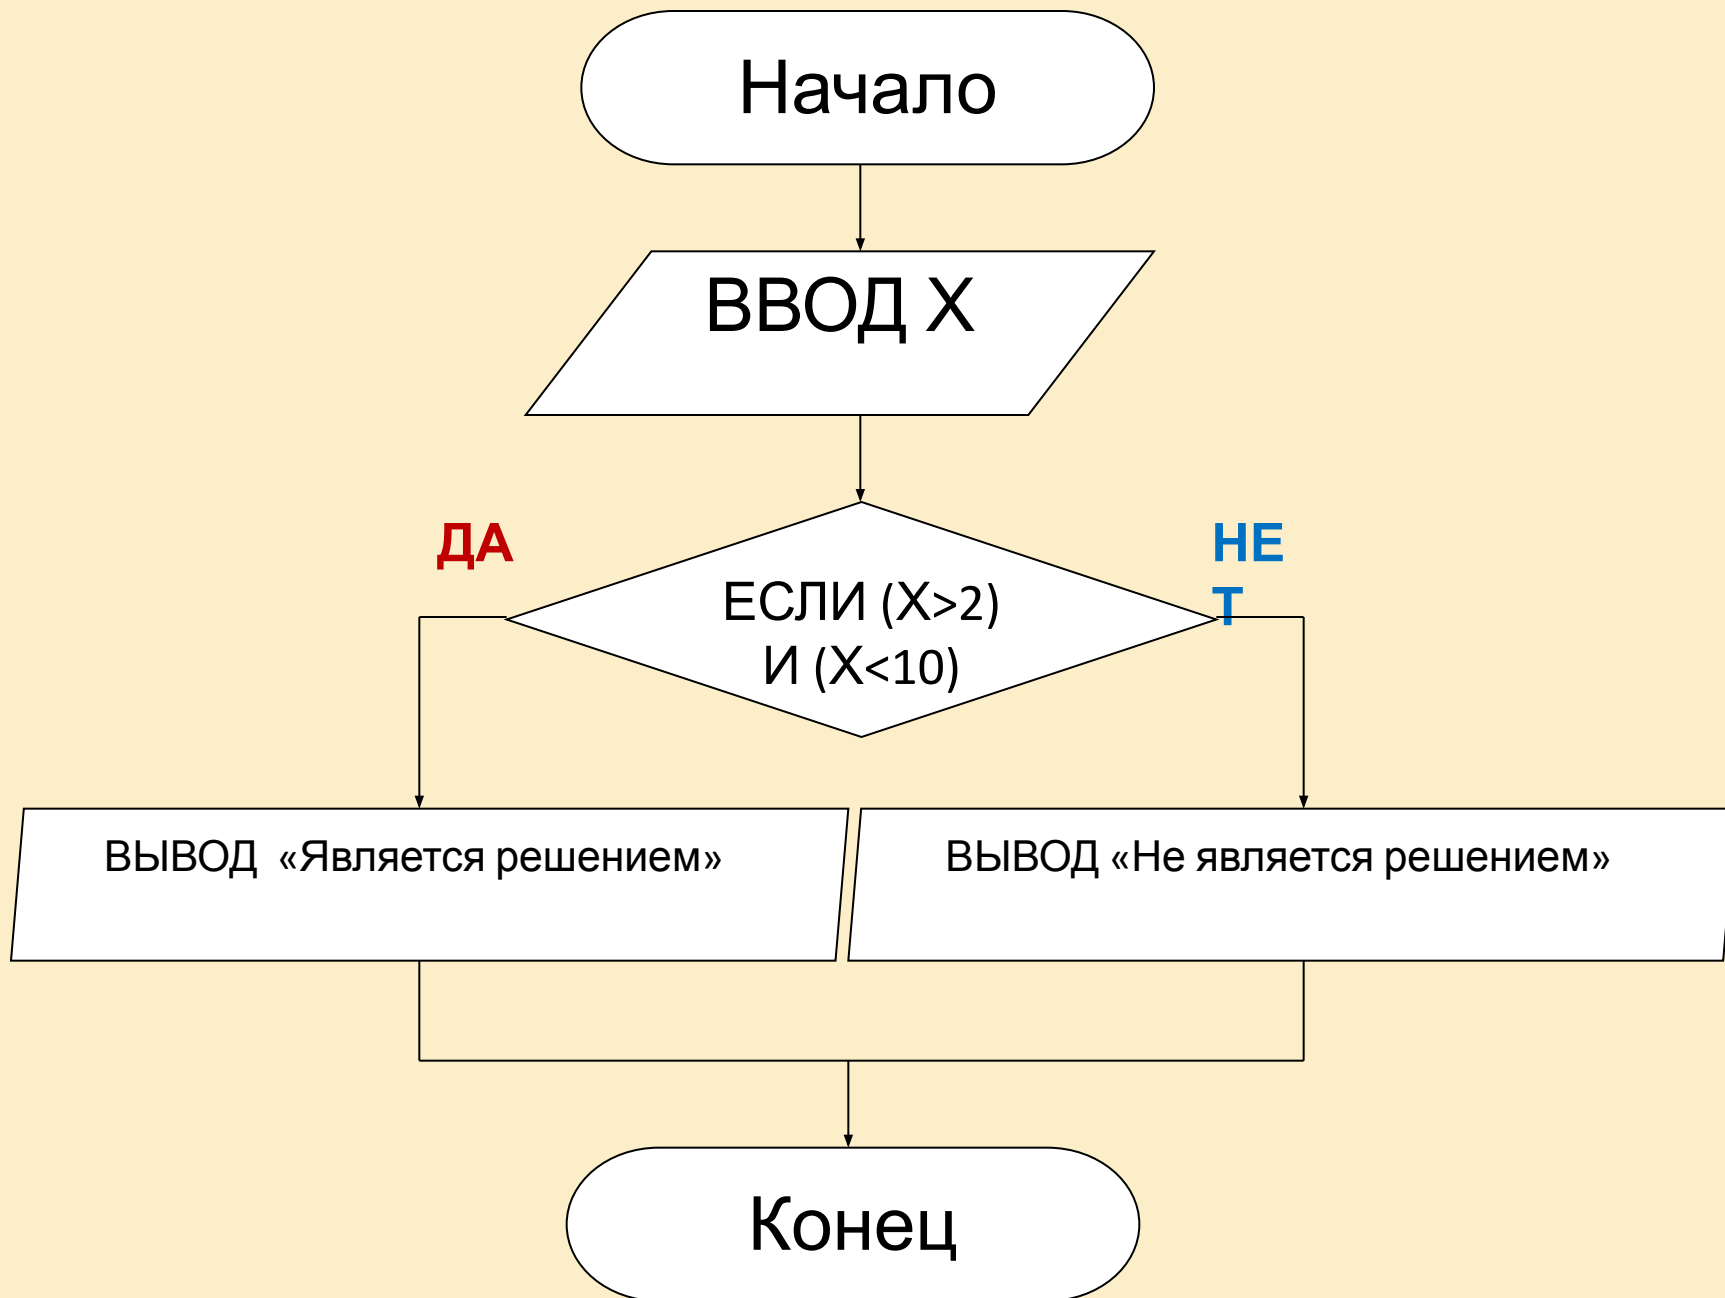 Начало
ВВОД Х
ДА
НЕ
Т
ЕСЛИ (Х>2)
И (Х<10)
ВЫВОД «Является решением»
ВЫВОД «Не является решением»
Конец